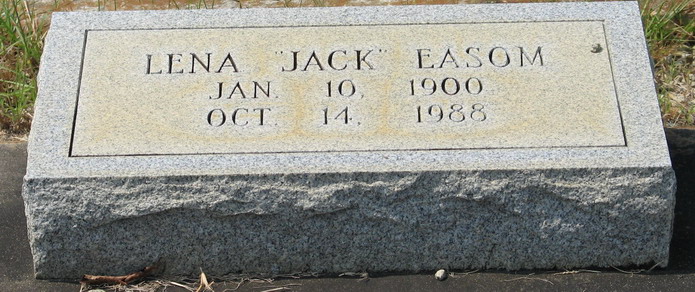 LENA "JACK" EASOM
JAN. 10, 1900
OCT. 14, 1988